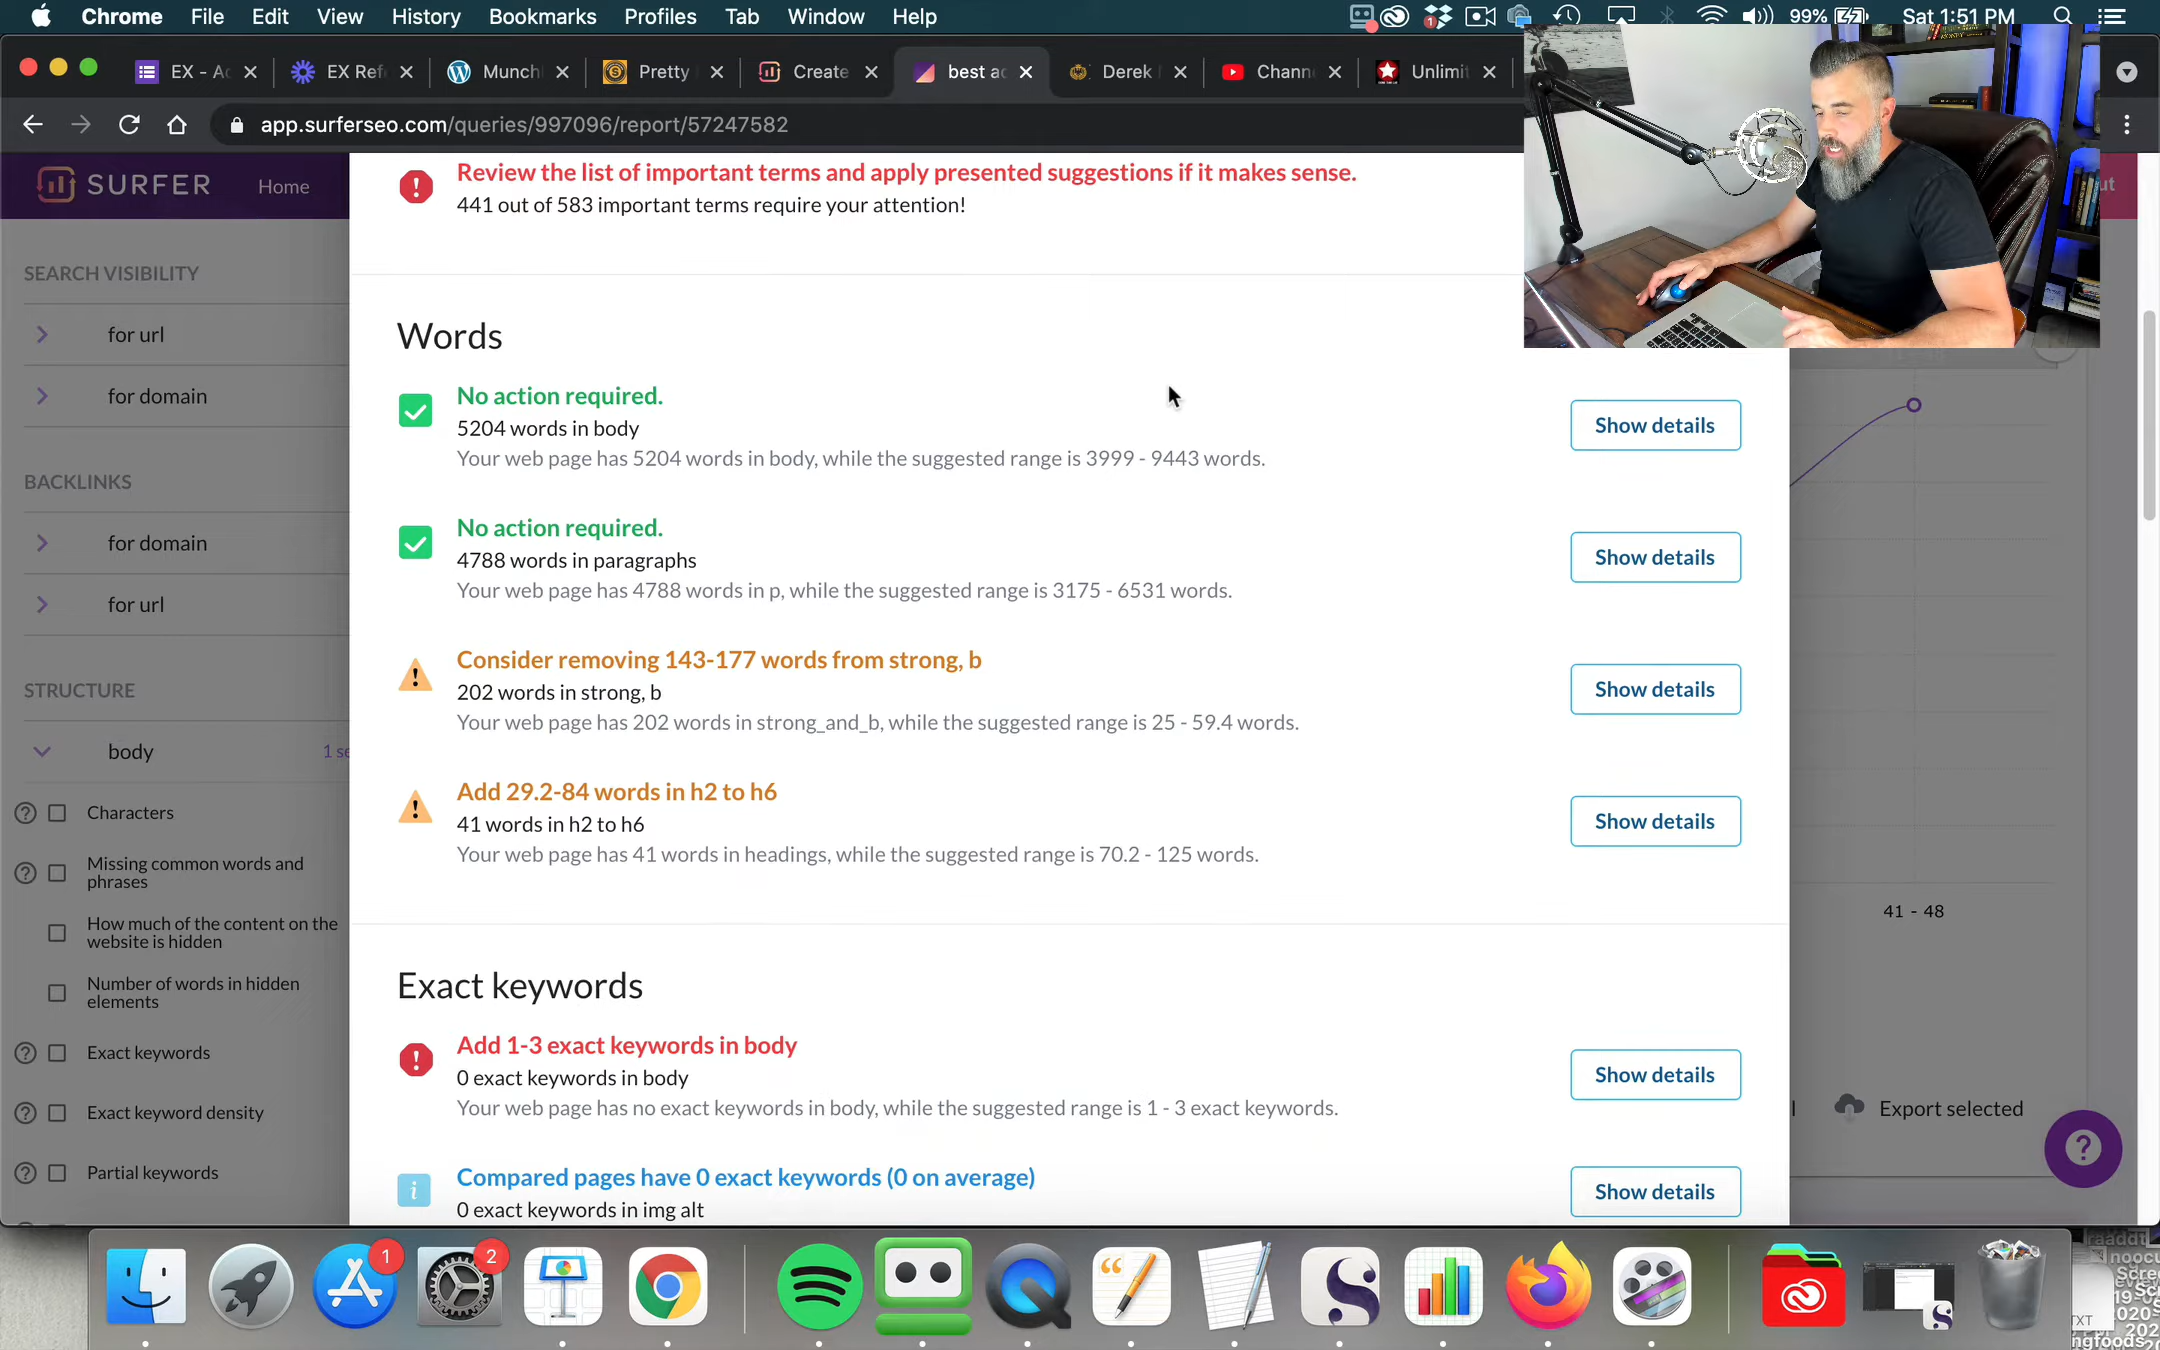 Chrome File Edit View History Bookmarks Profiles Tab Window Help
99% Sat 1:51 PM
EX - Ac
EX Ref
Munch
Pretty
Create
best ac
Derek
Chann
Unlimi
app.surferseo.com/queries/997096/report/57247582
SURFER Home
ut
SEARCH VISIBILITY
for url
for domain
BACKLINKS
for domain
for url
STRUCTURE
body 1 se
Characters
Missing common words and
phrases
How much of the content on the
website is hidden
Number of words in hidden
elements
Exact keywords
Exact keyword density
Partial keywords
Review the list of important terms and apply presented suggestions if it makes sense.
441 out of 583 important terms require your attention!
Words
No action required.
5204 words in body
Your web page has 5204 words in body, while the suggested range is 3999 - 9443 words.
Show details
No action required.
4788 words in paragraphs
Your web page has 4788 words in p, while the suggested range is 3175 - 6531 words.
Show details
Consider removing 143-177 words from strong, b
202 words in strong, b
Your web page has 202 words in strong_and_b, while the suggested range is 25 - 59.4 words.
Show details
Add 29.2-84 words in h2 to h6
41 words in h2 to h6
Your web page has 41 words in headings, while the suggested range is 70.2 - 125 words.
Show details
Exact keywords
Add 1-3 exact keywords in body
0 exact keywords in body
Your web page has no exact keywords in body, while the suggested range is 1 - 3 exact keywords.
Show details
Compared pages have 0 exact keywords (0 on average)
0 exact keywords in img alt
Show details
41 - 48
Export selected
1
2
TXT